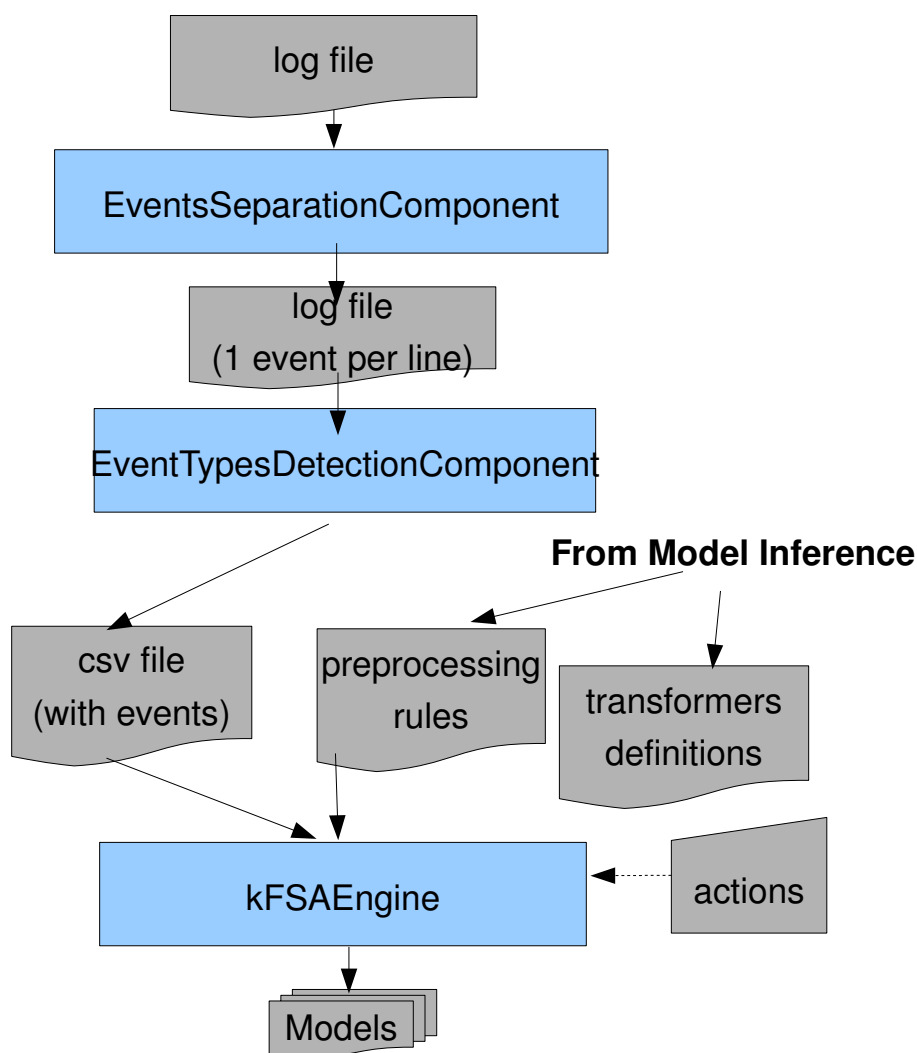 log file
EventsSeparationComponent
log file
(1 event per line)
EventTypesDetectionComponent
From Model Inference
csv file
(with events)
preprocessing
rules
transformers
definitions
kFSAEngine
actions
Models